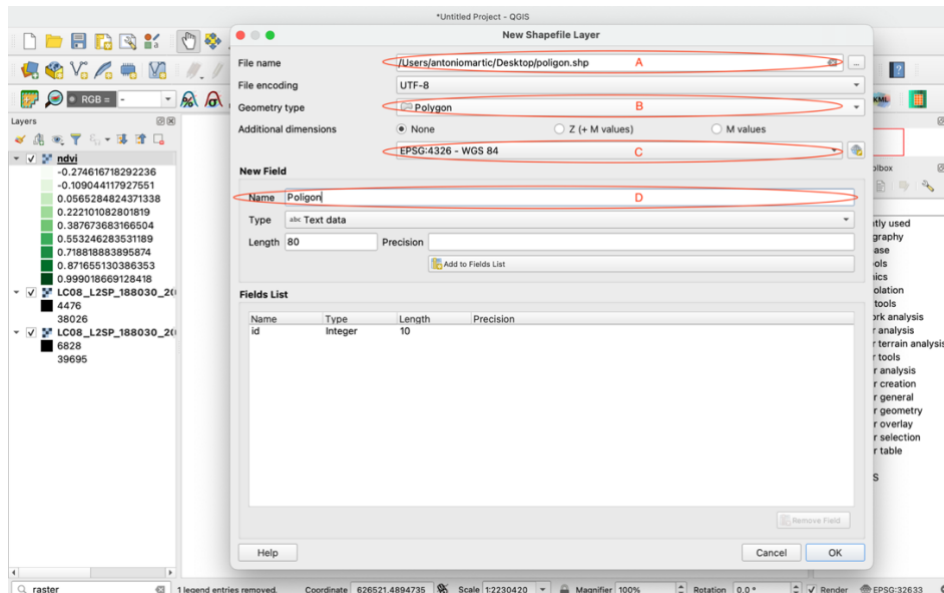 *Untitled Project - QGIS
New Shapefile Layer
File name /Users/antoniomartic/Desktop/poligon.shp A ...
File encoding UTF-8
Geometry type Polygon B
Additional dimensions None Z (+ M values) M values
EPSG:4326 - WGS 84 C
New Field
Name Poligon D
Type abc Text data
Length 80 Precision
Add to Fields List
Fields List
Name Type Length Precision
id Integer 10
Remove Field
Help Cancel OK
RGB = -
Layers
ndvi
-0.274616718292236
-0.109044117927551
0.0565284824371338
0.222101082801819
0.387673683166504
0.553246283531189
0.718818883895874
0.871655130386353
0.999018669128418
LC08_L2SP_188030_20
4476
38026
LC08_L2SP_188030_20
6828
39695
KML
olbox
tly used
graphy
ase
ols
ics
olation
tools
ork analysis
r analysis
r terrain analysis
r tools
r analysis
r creation
r general
r geometry
r overlay
r selection
r table
S
raster 1 legend entries removed. Coordinate 626521.4894735 Scale 1:2230420 Magnifier 100% Rotation 0.0 ° Render EPSG:32633